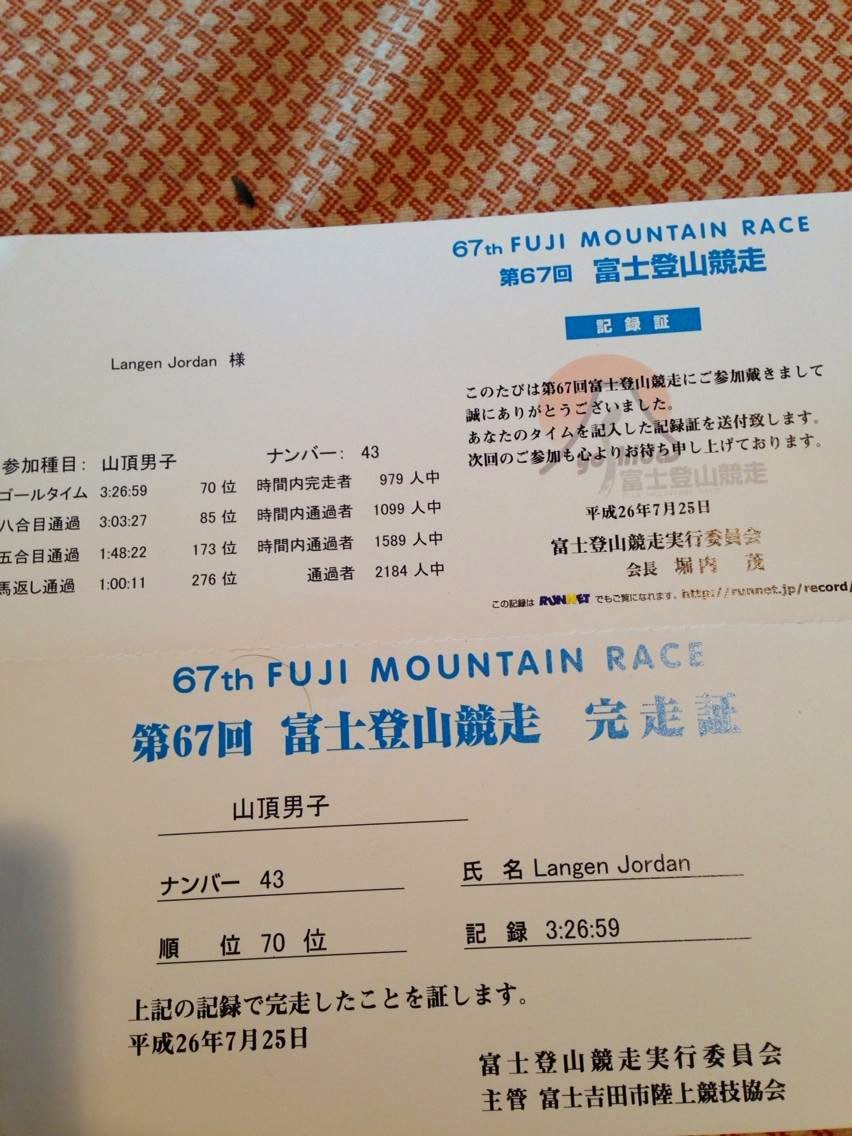 67th FUJI MOUNTAIN RACE
第67回 富士登山競走
記録証
Langen Jordan 様
このたびは第67回富士登山競走にご参加戴きまして
誠にありがとうございました。
あなたのタイムを記入した記録証を送付致します。
次回のご参加も心よりお待ち申し上げております。
富士登山競走
参加種目: 山頂男子 ナンバー: 43
ゴールタイム 3:26:59 70 位 時間内完走者 979 人中
八合目通過 3:03:27 85 位 時間内通過者 1099 人中
五合目通過 1:48:22 173 位 時間内通過者 1589 人中
馬返し通過 1:00:11 276 位 通過者 2184 人中
平成26年7月25日
富士登山競走実行委員会
会長 堀内 茂
この記録は RUNNET でもご覧になれます。http://runnet.jp/record/
67th FUJI MOUNTAIN RACE
第67回 富士登山競走 完走証
山頂男子
ナンバー 43 氏 名 Langen Jordan
順 位 70 位 記 録 3:26:59
上記の記録で完走したことを証します。
平成26年7月25日
富士登山競走実行委員会
主管 富士吉田市陸上競技協会